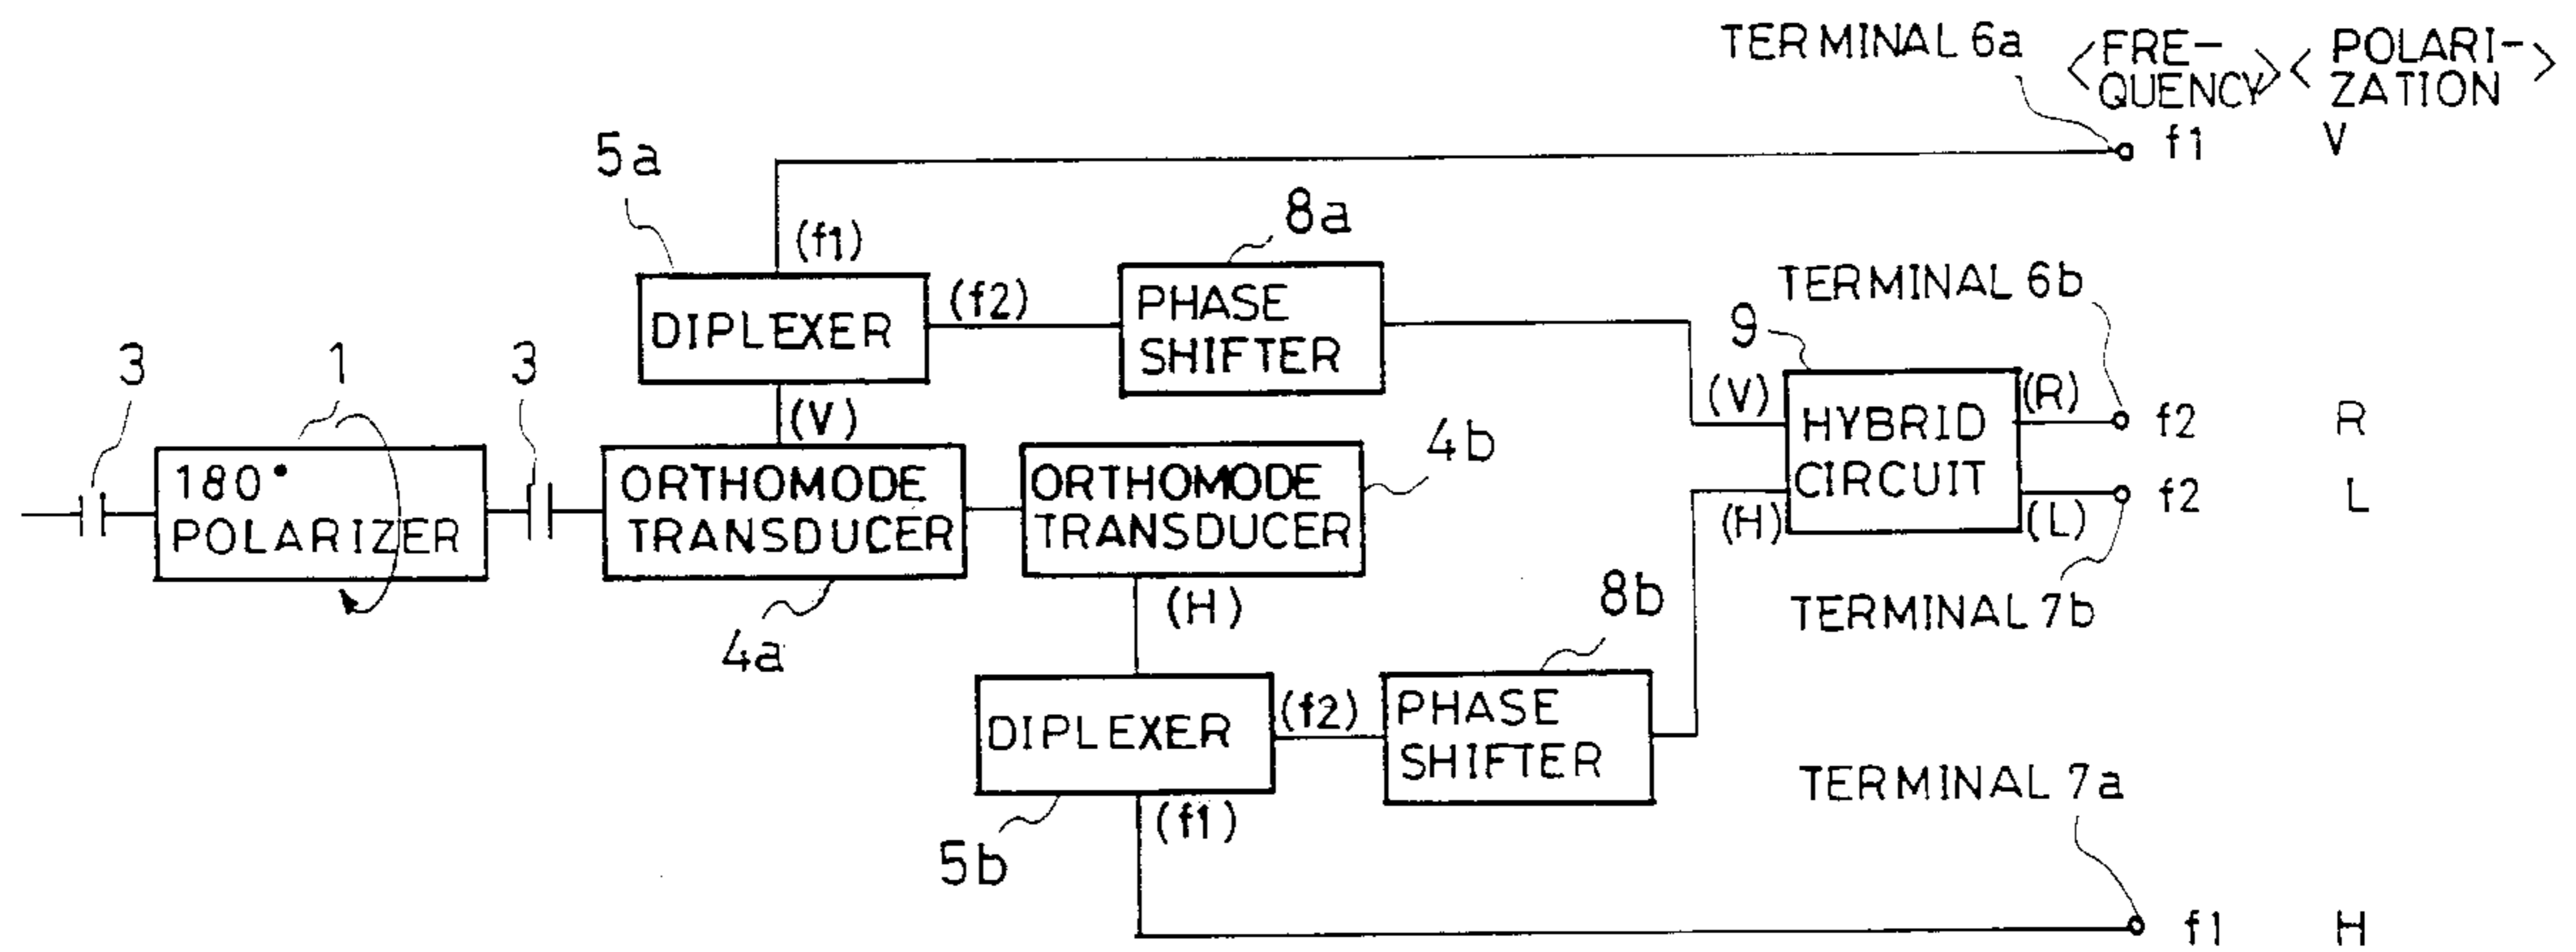 TERMINAL 6a
<FRE-QUENCY> <POLARI-ZATION>
f1 V
5a
(f1)
8a
DIPLEXER
(f2)
PHASE
SHIFTER
TERMINAL 6b
9
(V)
HYBRID
CIRCUIT
(R)
f2 R
(H)
(L)
f2 L
TERMINAL 7b
3
1
3
(V)
180°
POLARIZER
ORTHOMODE
TRANSDUCER
4a
ORTHOMODE
TRANSDUCER
4b
(H)
8b
DIPLEXER
(f2)
PHASE
SHIFTER
5b
(f1)
TERMINAL 7a
f1 H